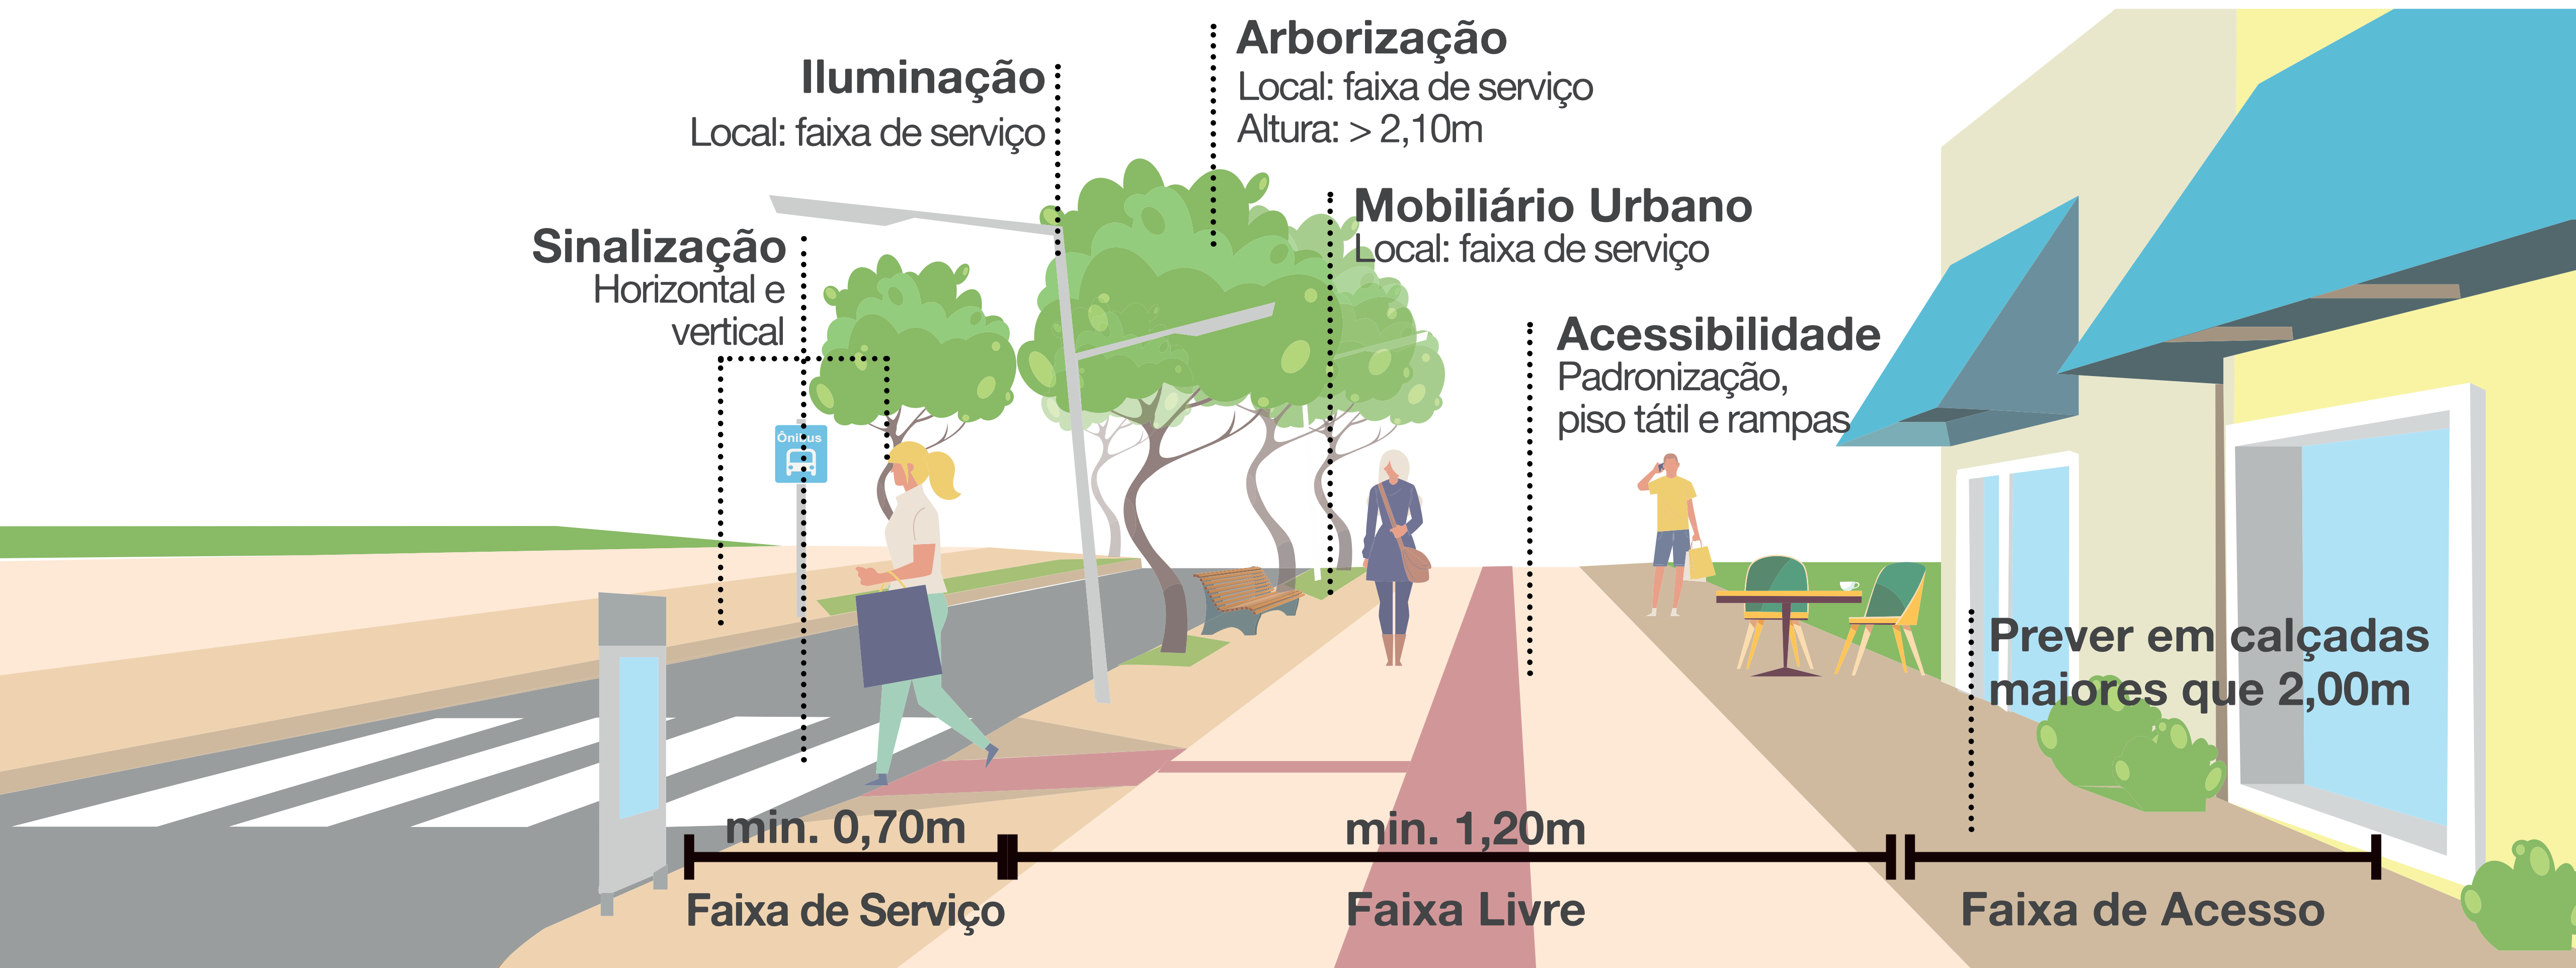 Arborização
Local: faixa de serviço
Altura: > 2,10m
Iluminação
Local: faixa de serviço
Mobiliário Urbano
Local: faixa de serviço
Sinalização
Horizontal e
vertical
Acessibilidade
Padronização,
piso tátil e rampas
Ônibus
Prever em calçadas
maiores que 2,00m
min. 0,70m
min. 1,20m
Faixa de Serviço
Faixa Livre
Faixa de Acesso